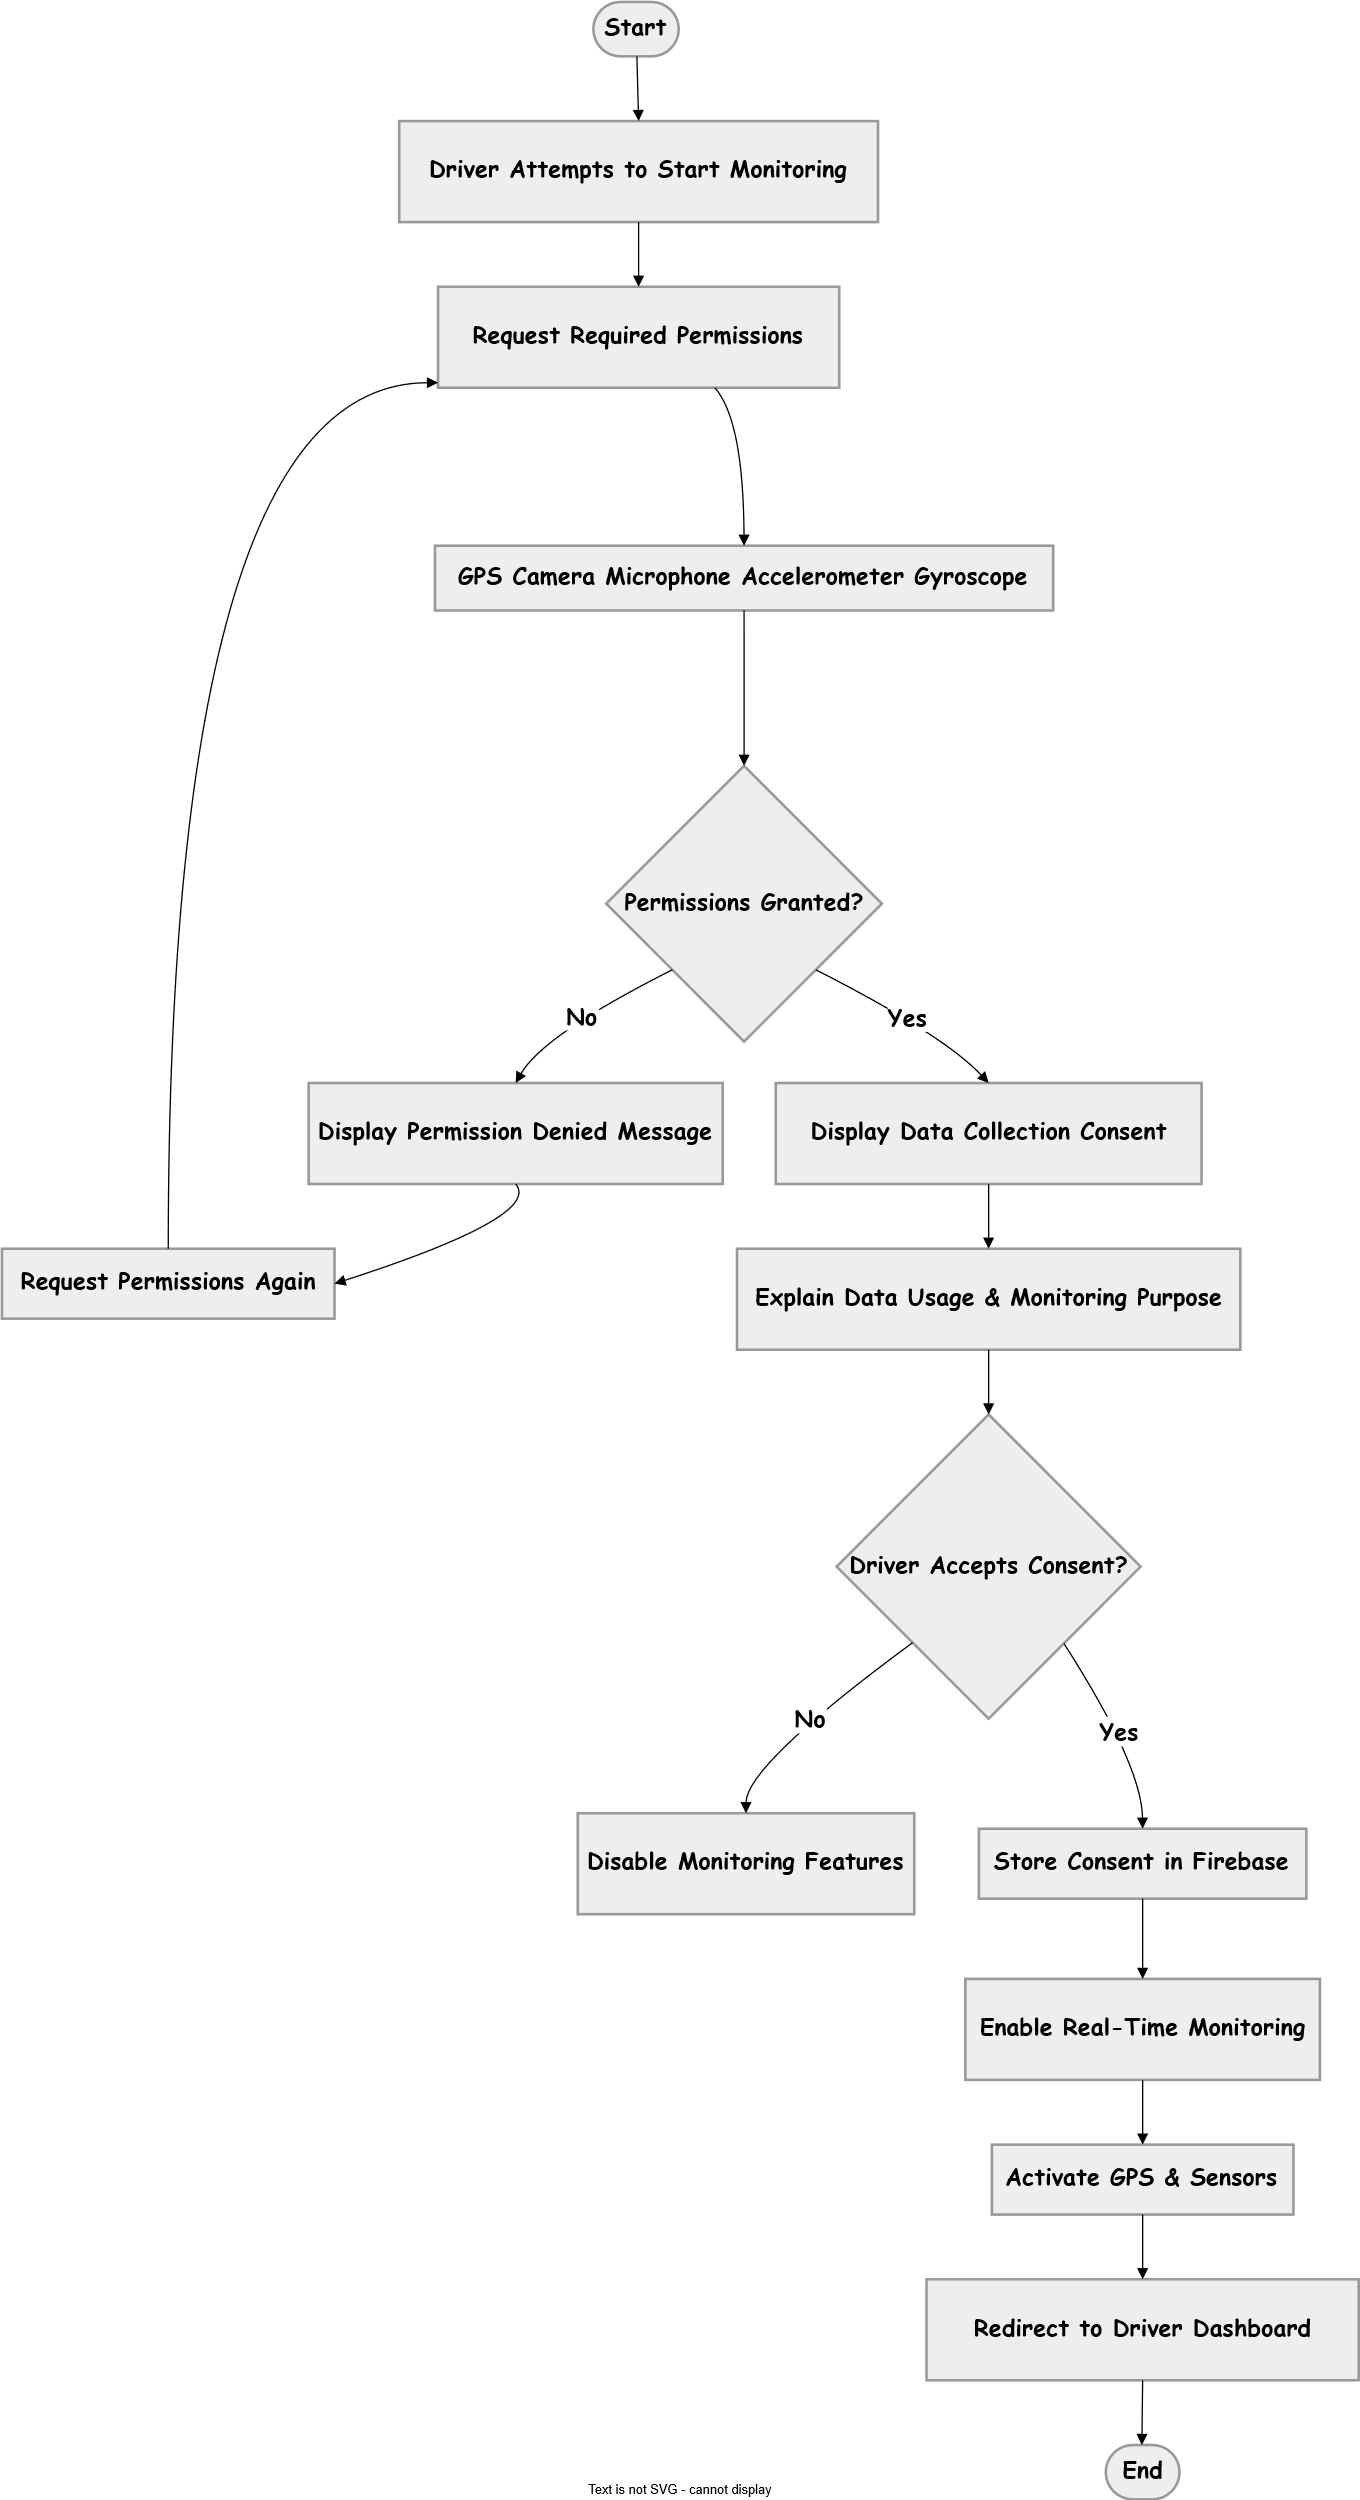 Start
Driver Attempts to Start Monitoring
Request Required Permissions
GPS Camera Microphone Accelerometer Gyroscope
Permissions Granted?
No
Yes
Display Permission Denied Message
Display Data Collection Consent
Request Permissions Again
Explain Data Usage & Monitoring Purpose
Driver Accepts Consent?
No
Yes
Disable Monitoring Features
Store Consent in Firebase
Enable Real-Time Monitoring
Activate GPS & Sensors
Redirect to Driver Dashboard
End
Text is not SVG - cannot display